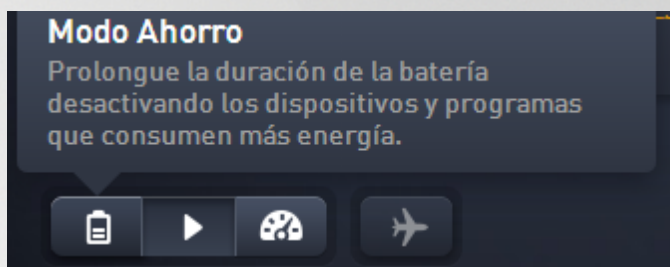 Modo Ahorro
Prolongue la duración de la batería
desactivando los dispositivos y programas
que consumen más energía.